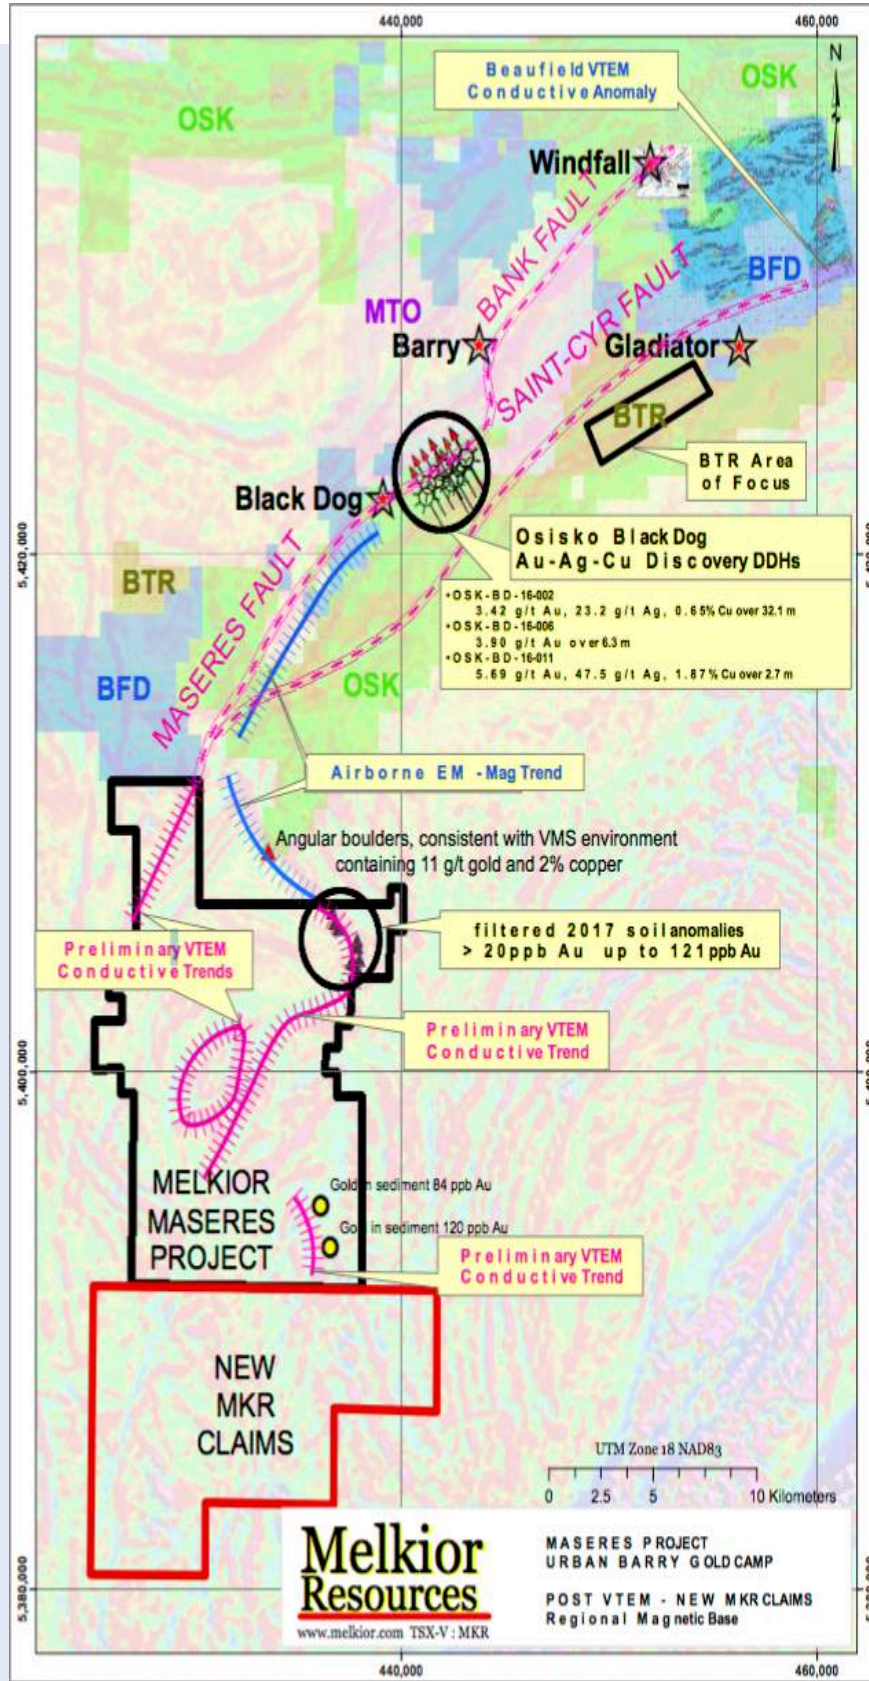 440,000
460,000
Beaufield VTEM
Conductive Anomaly
N
OSK
OSK
Windfall
BANK FAULT
SAINT-CYR FAULT
BFD
MTO
Barry
Gladiator
BTR
BTR Area
of Focus
Black Dog
Osisko Black Dog
Au-Ag-Cu Discovery DDHs
5,420,000
•OSK-BD-16-002
3.42 g/t Au, 23.2 g/t Ag, 0.65% Cu over 32.1 m
•OSK-BD-16-006
3.90 g/t Au over 6.3 m
•OSK-BD-16-011
5.69 g/t Au, 47.5 g/t Ag, 1.87% Cu over 2.7 m
MASERES FAULT
BTR
BFD
OSK
Airborne EM - Mag Trend
Angular boulders, consistent with VMS environment
containing 11 g/t gold and 2% copper
filtered 2017 soil anomalies
> 20ppb Au up to 121ppb Au
Preliminary VTEM
Conductive Trends
Preliminary VTEM
Conductive Trend
5,400,000
MELKIOR
MASERES
PROJECT
Gold in sediment 84 ppb Au
Gold in sediment 120 ppb Au
Preliminary VTEM
Conductive Trend
NEW
MKR
CLAIMS
UTM Zone 18 NAD83
0 2.5 5 10 Kilometers
Melkior
Resources
www.melkior.com TSX-V : MKR
MASERES PROJECT
URBAN BARRY GOLD CAMP
POST VTEM - NEW MKR CLAIMS
Regional Magnetic Base
5,380,000
440,000
460,000